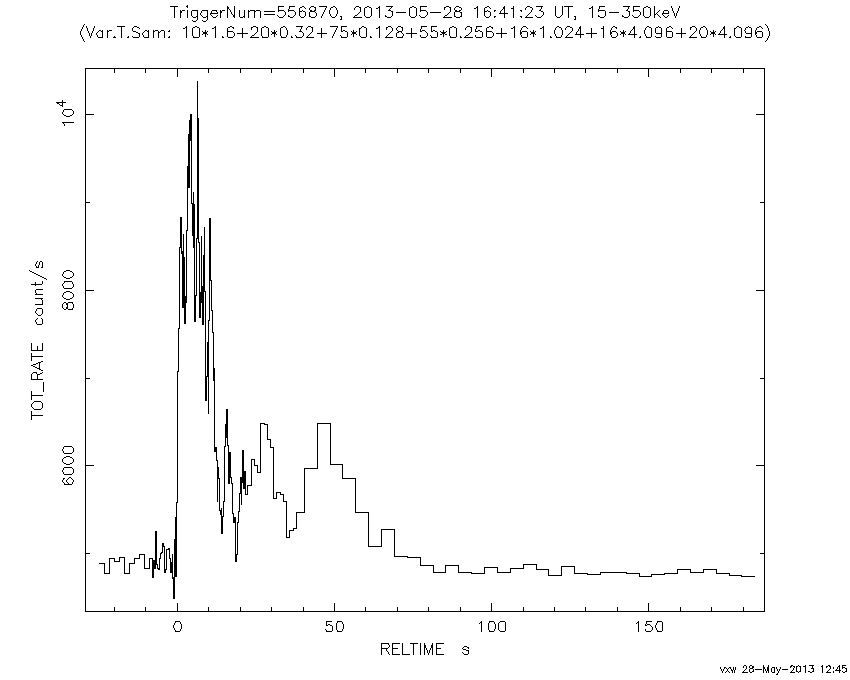 TriggerNum=556870, 2013-05-28 16:41:23 UT, 15-350keV
(Var.T.Sam: 10*1.6+20*0.32+75*0.128+55*0.256+16*1.024+16*4.096+20*4.096)
10⁴
8000
6000
TOT_RATE count/s
0 50 100 150
RELTIME s
vxw 28-May-2013 12:45